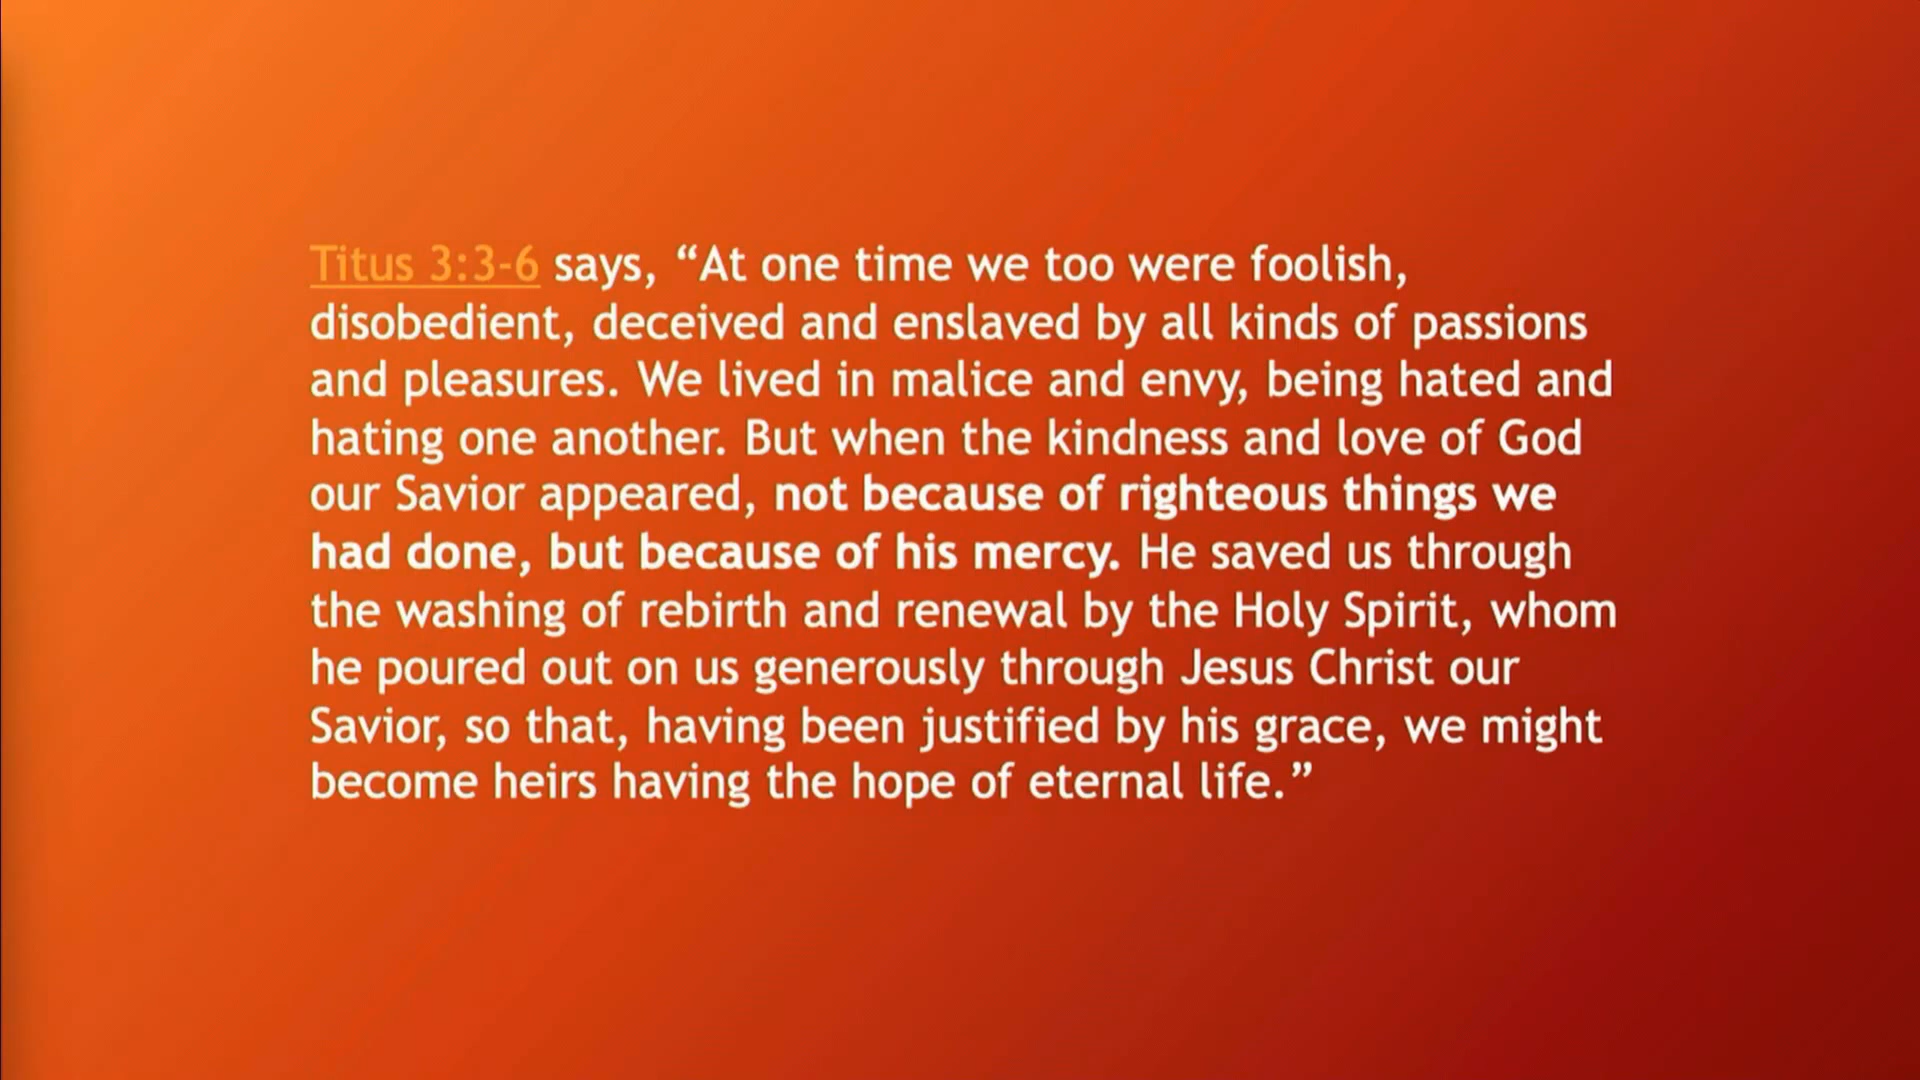 Titus 3:3-6 says, “At one time we too were foolish,
disobedient, deceived and enslaved by all kinds of passions
and pleasures. We lived in malice and envy, being hated and
hating one another. But when the kindness and love of God
our Savior appeared, not because of righteous things we
had done, but because of his mercy. He saved us through
the washing of rebirth and renewal by the Holy Spirit, whom
he poured out on us generously through Jesus Christ our
Savior, so that, having been justified by his grace, we might
become heirs having the hope of eternal life.”